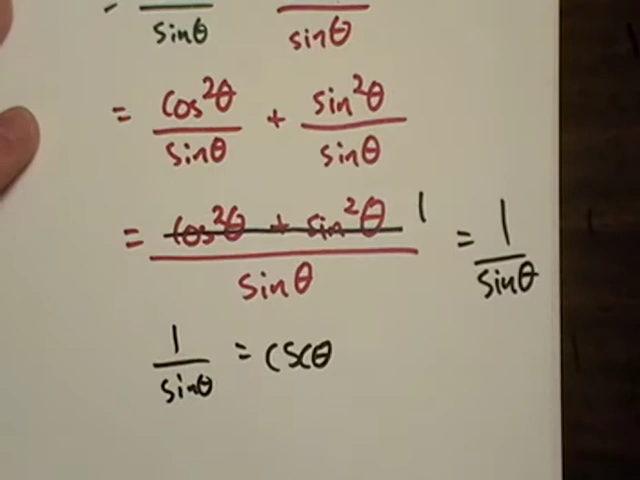 sinθ sinθ
= cos²θ/sinθ + sin²θ/sinθ
= cos²θ + sin²θ 1/sinθ = 1/sinθ
1/sinθ = cscθ